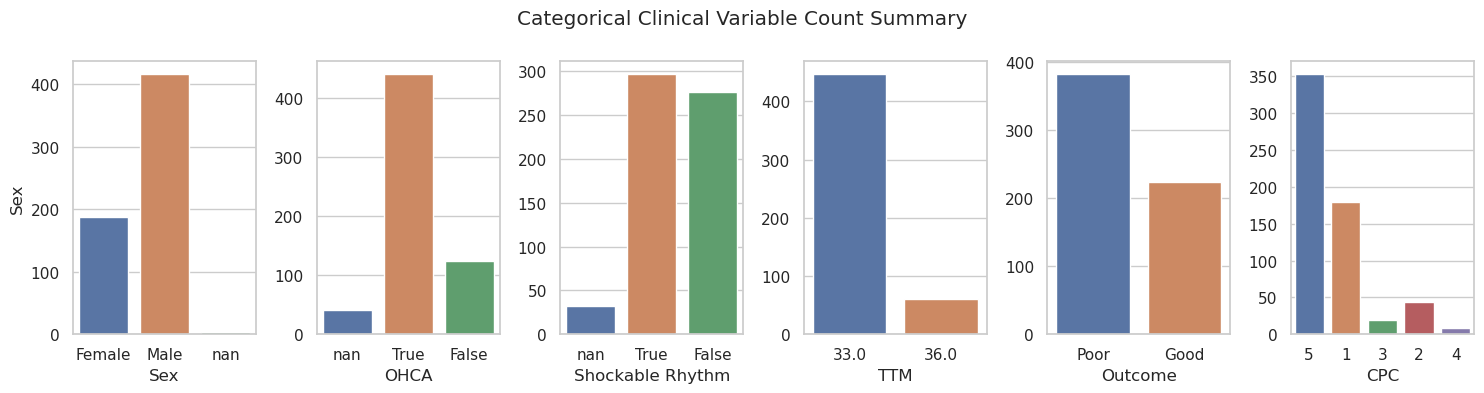 Categorical Clinical Variable Count Summary
Sex
400
300
200
100
0
Female Male nan
Sex
400
300
200
100
0
nan True False
OHCA
300
250
200
150
100
50
0
nan True False
Shockable Rhythm
400
300
200
100
0
33.0 36.0
TTM
400
300
200
100
0
Poor Good
Outcome
350
300
250
200
150
100
50
0
5 1 3 2 4
CPC